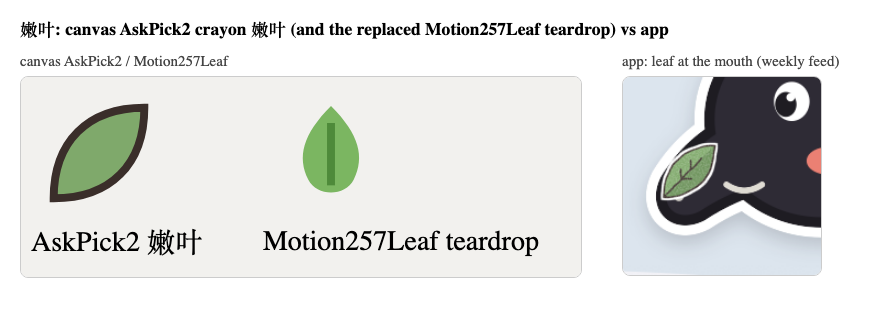 嫩叶: canvas AskPick2 crayon 嫩叶 (and the replaced Motion257Leaf teardrop) vs app
canvas AskPick2 / Motion257Leaf
app: leaf at the mouth (weekly feed)
AskPick2 嫩叶
Motion257Leaf teardrop